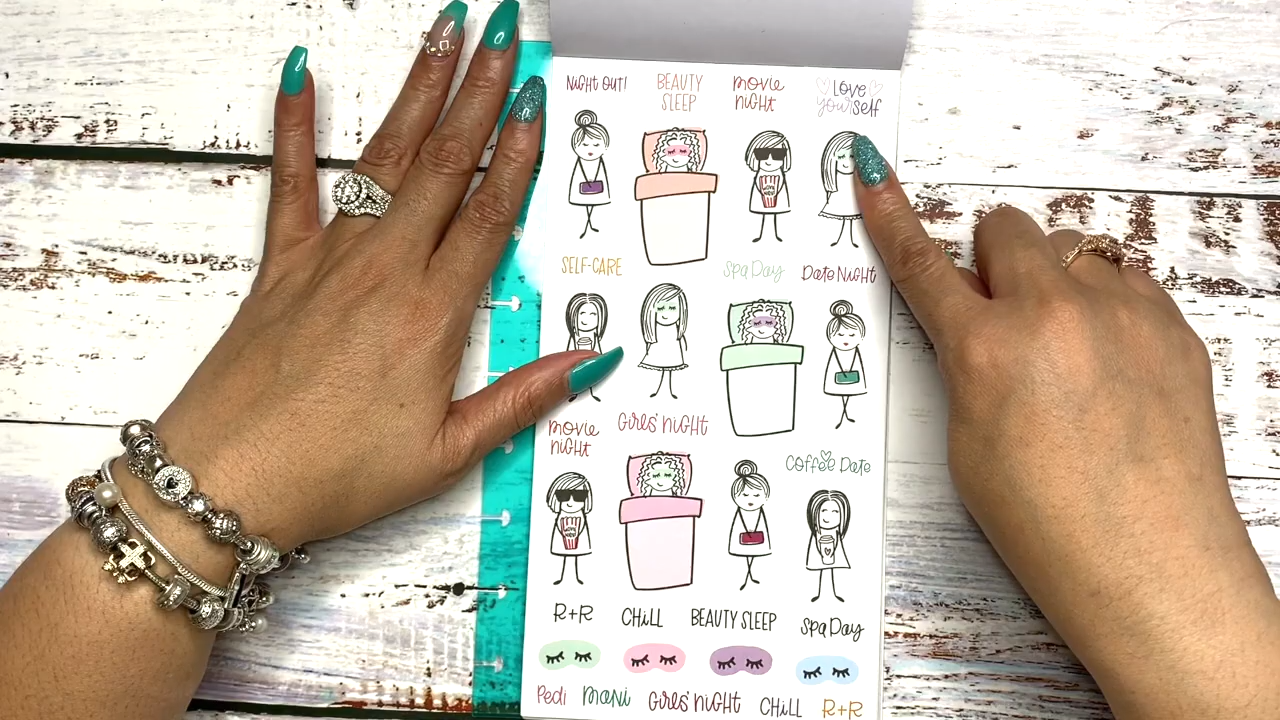 NiGHT OUT!
BEAUTY
SLEEP
movie
NiGHT
Love
yourself
SELF-CARE
Spa Day
DaTe NiGHT
movie
NiGHT
GiRLS' NiGHT
Coffee Date
R+R
CHiLL
BEAUTY SLEEP
Spa Day
Pedi
mani
GiRLS' NiGHT
CHiLL
R+R